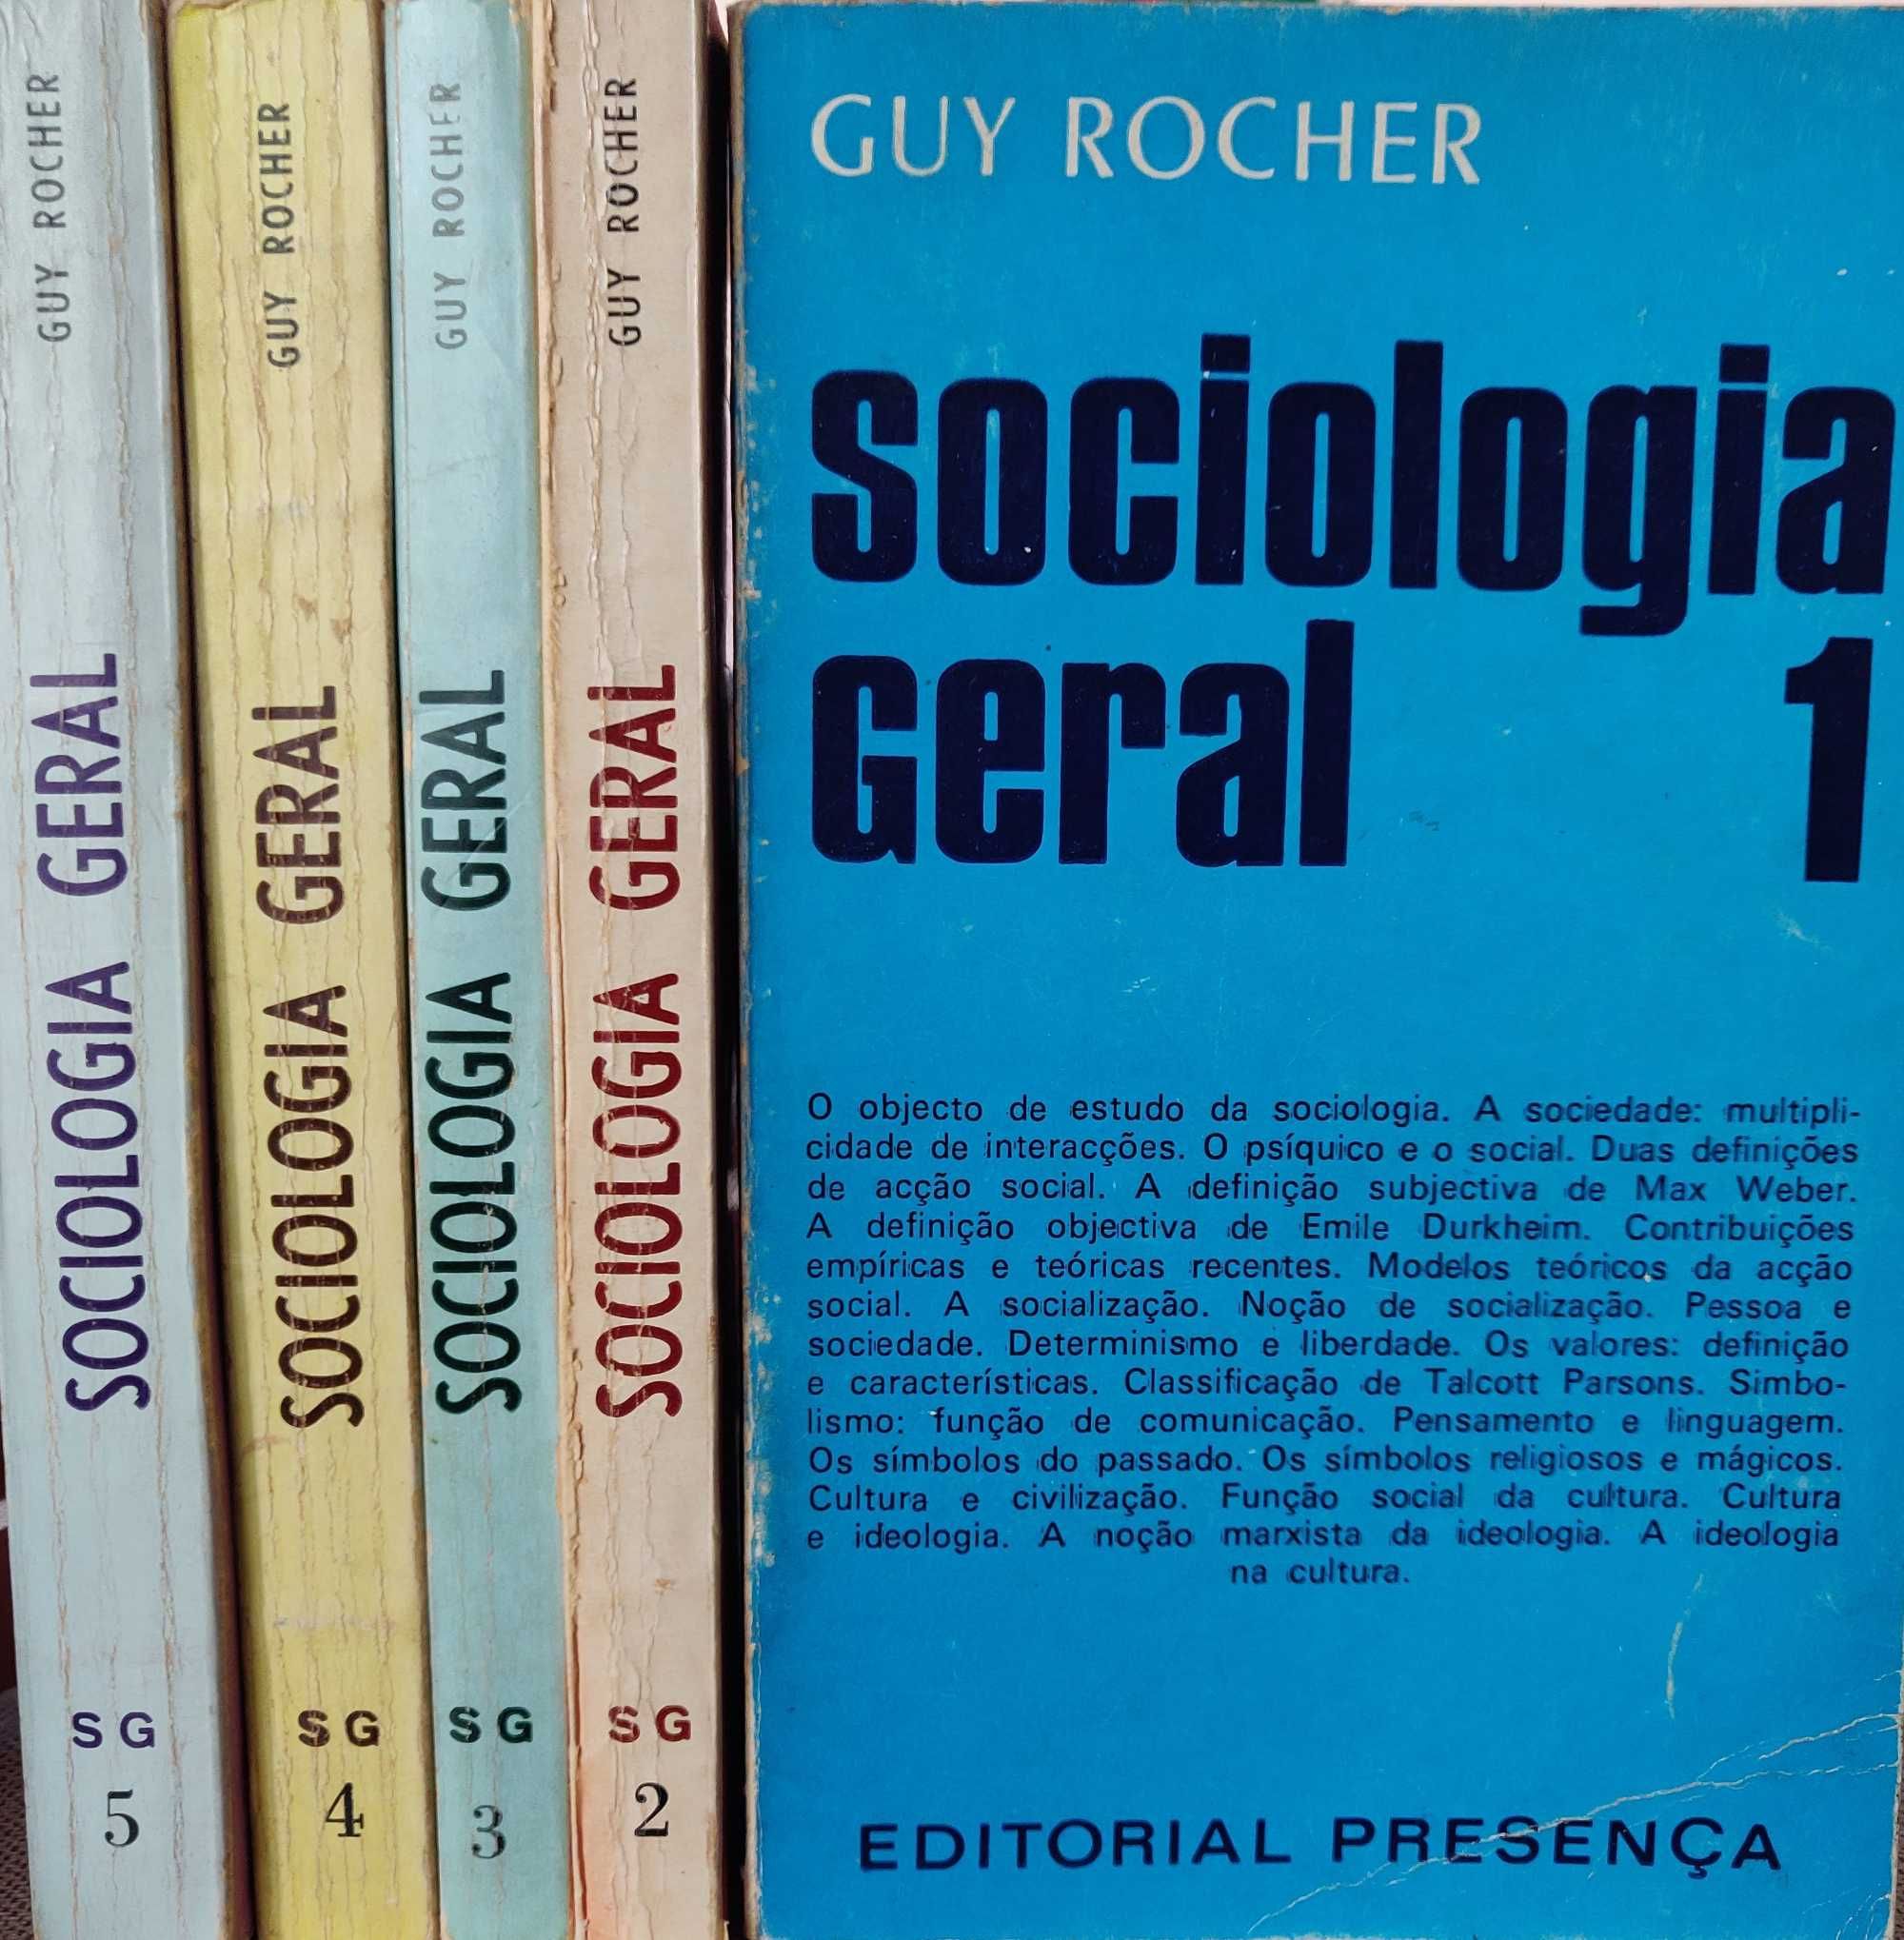 GUY ROCHER
SOCIOLOGIA GERAL
SG
5
GUY ROCHER
SOCIOLOGIA GERAL
SG
4
GUY ROCHER
SOCIOLOGIA GERAL
SG
3
GUY ROCHER
SOCIOLOGIA GERAL
SG
2
GUY ROCHER
sociologia
Geral 1
O objecto de estudo da sociologia. A sociedade: multipli-
cidade de interacções. O psíquico e o social. Duas definições
de acção social. A definição subjectiva de Max Weber.
A definição objectiva de Emile Durkheim. Contribuições
empíricas e teóricas recentes. Modelos teóricos da acção
social. A socialização. Noção de socialização. Pessoa e
sociedade. Determinismo e liberdade. Os valores: definição
e características. Classificação de Talcott Parsons. Simbo-
lismo: função de comunicação. Pensamento e linguagem.
Os símbolos do passado. Os símbolos religiosos e mágicos.
Cultura e civilização. Função social da cultura. Cultura
e ideologia. A noção marxista da ideologia. A ideologia
na cultura.
EDITORIAL PRESENÇA